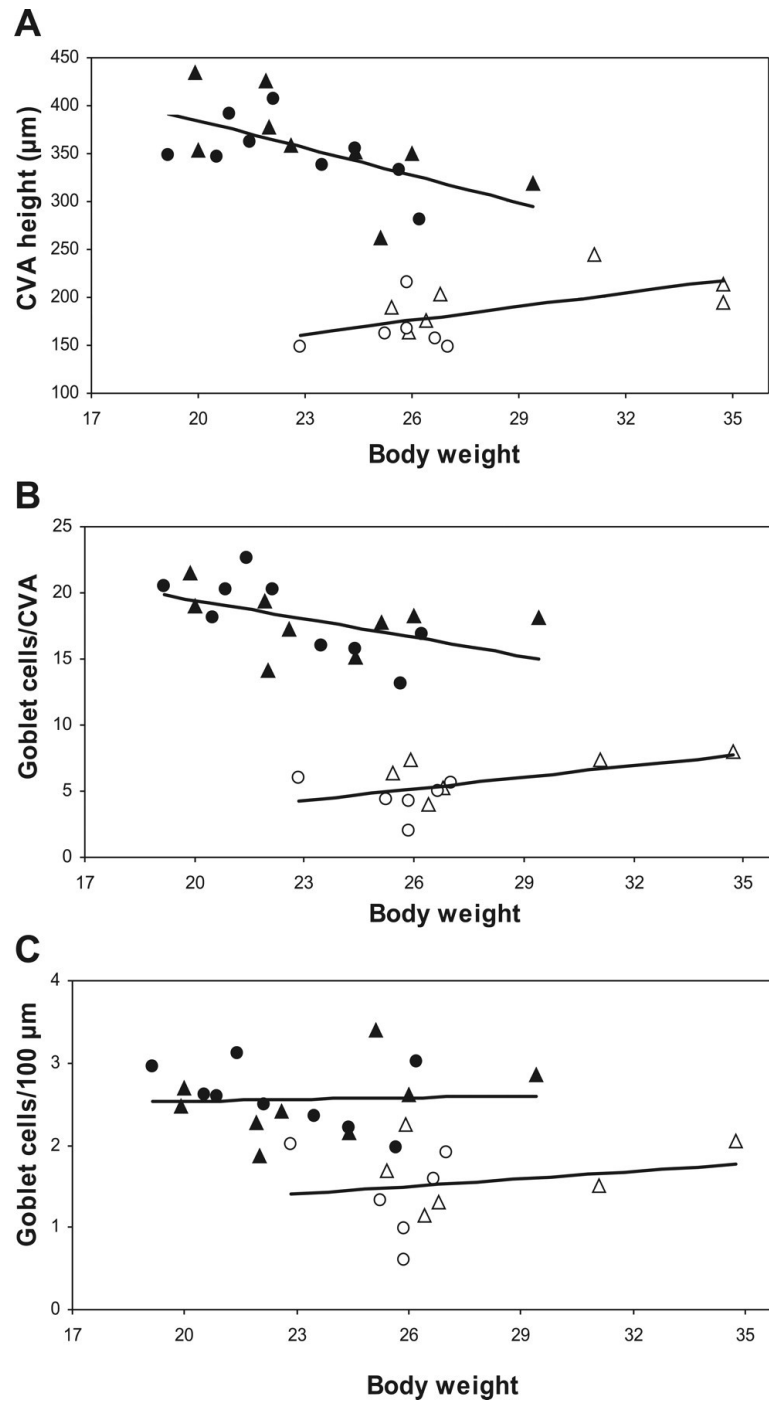 A
CVA height (µm)
450
400
350
300
250
200
150
100
17 20 23 26 29 32 35
Body weight
B
Goblet cells/CVA
25
20
15
10
5
0
17 20 23 26 29 32 35
Body weight
C
Goblet cells/100 µm
4
3
2
1
0
17 20 23 26 29 32 35
Body weight